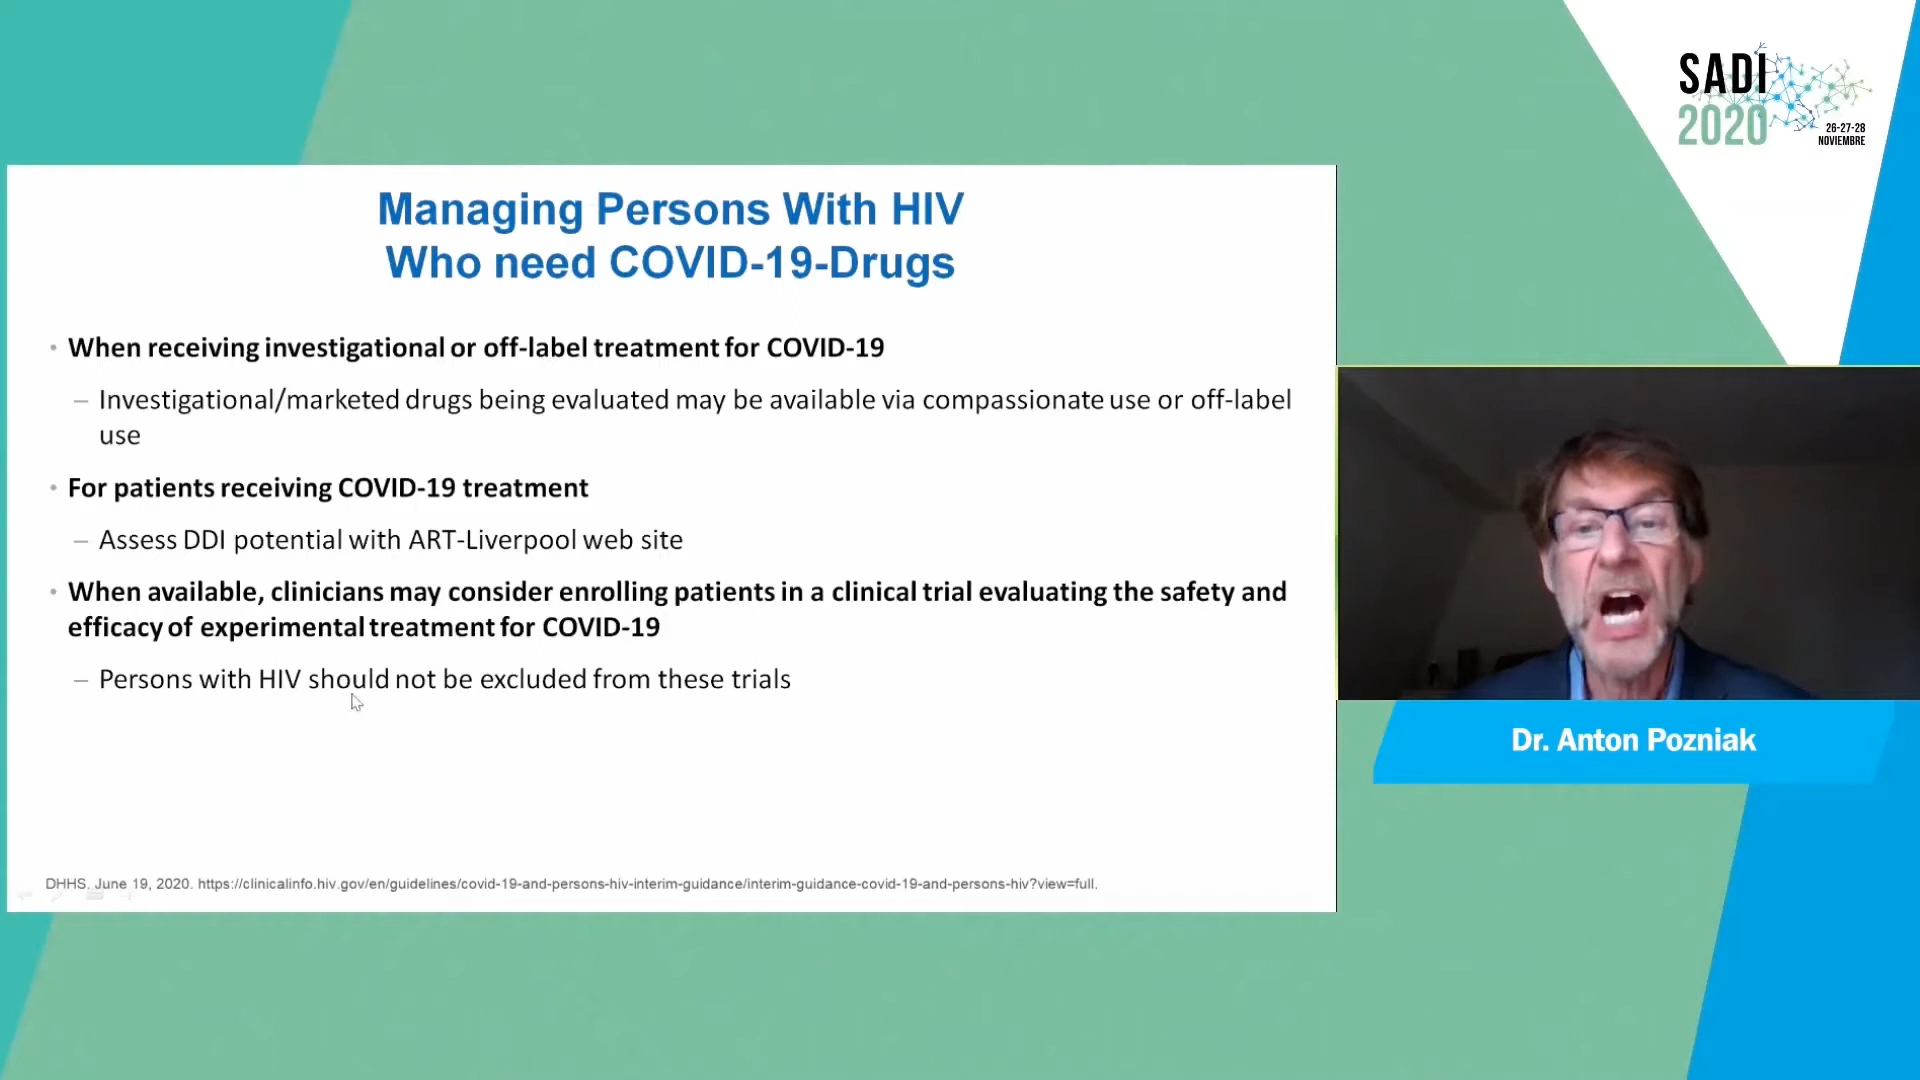 SADI
2020
26-27-28
NOVIEMBRE
Managing Persons With HIV
Who need COVID-19-Drugs
• When receiving investigational or off-label treatment for COVID-19
– Investigational/marketed drugs being evaluated may be available via compassionate use or off-label
use
• For patients receiving COVID-19 treatment
– Assess DDI potential with ART-Liverpool web site
• When available, clinicians may consider enrolling patients in a clinical trial evaluating the safety and
efficacy of experimental treatment for COVID-19
– Persons with HIV should not be excluded from these trials
DHHS. June 19, 2020. https://clinicalinfo.hiv.gov/en/guidelines/covid-19-and-persons-hiv-interim-guidance/interim-guidance-covid-19-and-persons-hiv?view=full.
Dr. Anton Pozniak